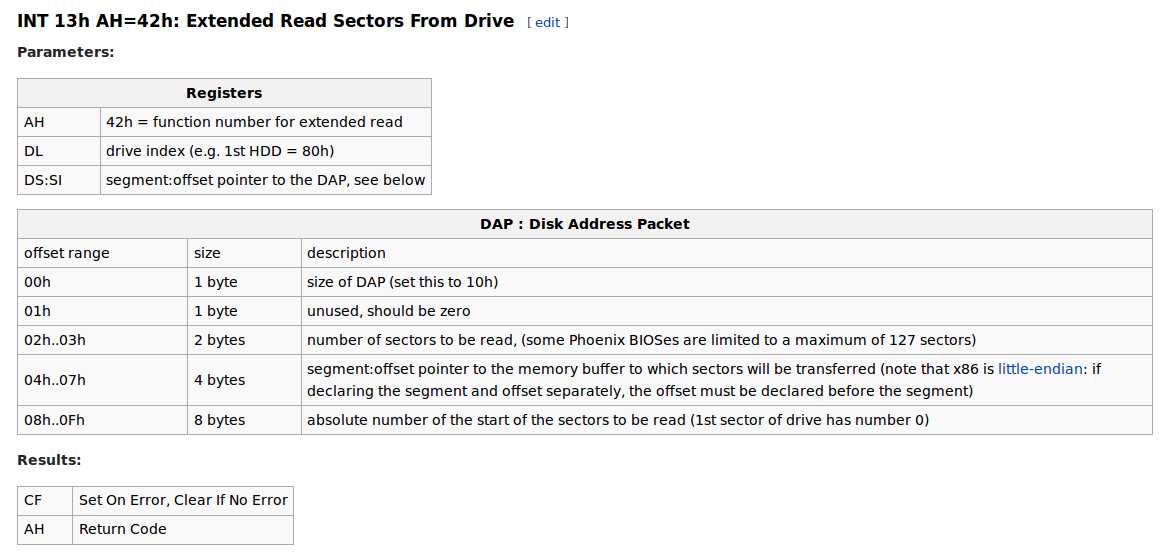 INT 13h AH=42h: Extended Read Sectors From Drive [ edit ]
Parameters:
Registers
AH 42h = function number for extended read
DL drive index (e.g. 1st HDD = 80h)
DS:SI segment:offset pointer to the DAP, see below
DAP : Disk Address Packet
offset range size description
00h 1 byte size of DAP (set this to 10h)
01h 1 byte unused, should be zero
02h..03h 2 bytes number of sectors to be read, (some Phoenix BIOSes are limited to a maximum of 127 sectors)
04h..07h 4 bytes segment:offset pointer to the memory buffer to which sectors will be transferred (note that x86 is little-endian: if
declaring the segment and offset separately, the offset must be declared before the segment)
08h..0Fh 8 bytes absolute number of the start of the sectors to be read (1st sector of drive has number 0)
Results:
CF Set On Error, Clear If No Error
AH Return Code